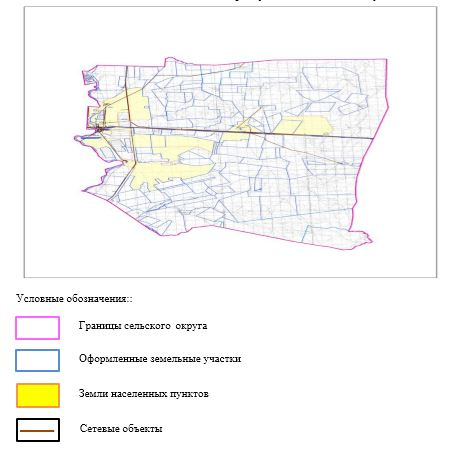 Условные обозначения::
Границы сельского округа
Оформленные земельные участки
Земли населенных пунктов
Сетевые объекты